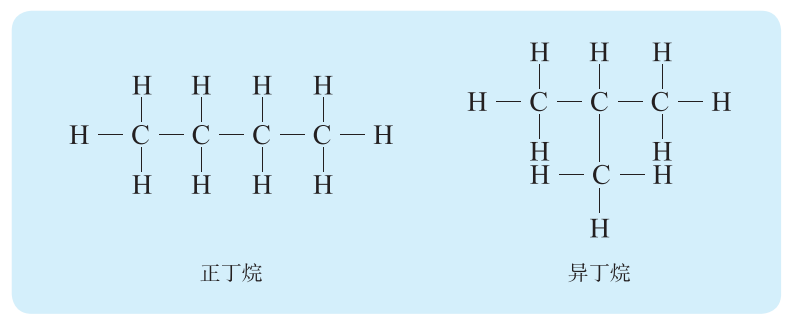 H H H H
H — C — C — C — C — H
H H H H
正丁烷
H H H
H — C — C — C — H
H H
H — C — H
H
异丁烷